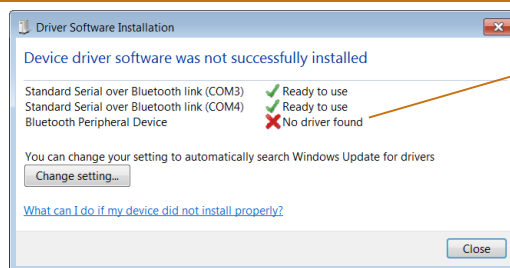 Driver Software Installation
Device driver software was not successfully installed
Standard Serial over Bluetooth link (COM3) Ready to use
Standard Serial over Bluetooth link (COM4) Ready to use
Bluetooth Peripheral Device No driver found
You can change your setting to automatically search Windows Update for drivers
Change setting...
What can I do if my device did not install properly?
Close